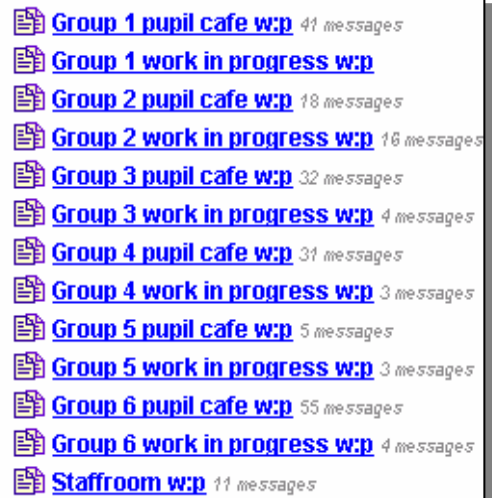 Group 1 pupil cafe w:p 41 messages
Group 1 work in progress w:p
Group 2 pupil cafe w:p 18 messages
Group 2 work in progress w:p 16 messages
Group 3 pupil cafe w:p 32 messages
Group 3 work in progress w:p 4 messages
Group 4 pupil cafe w:p 31 messages
Group 4 work in progress w:p 3 messages
Group 5 pupil cafe w:p 5 messages
Group 5 work in progress w:p 3 messages
Group 6 pupil cafe w:p 55 messages
Group 6 work in progress w:p 4 messages
Staffroom w:p 11 messages